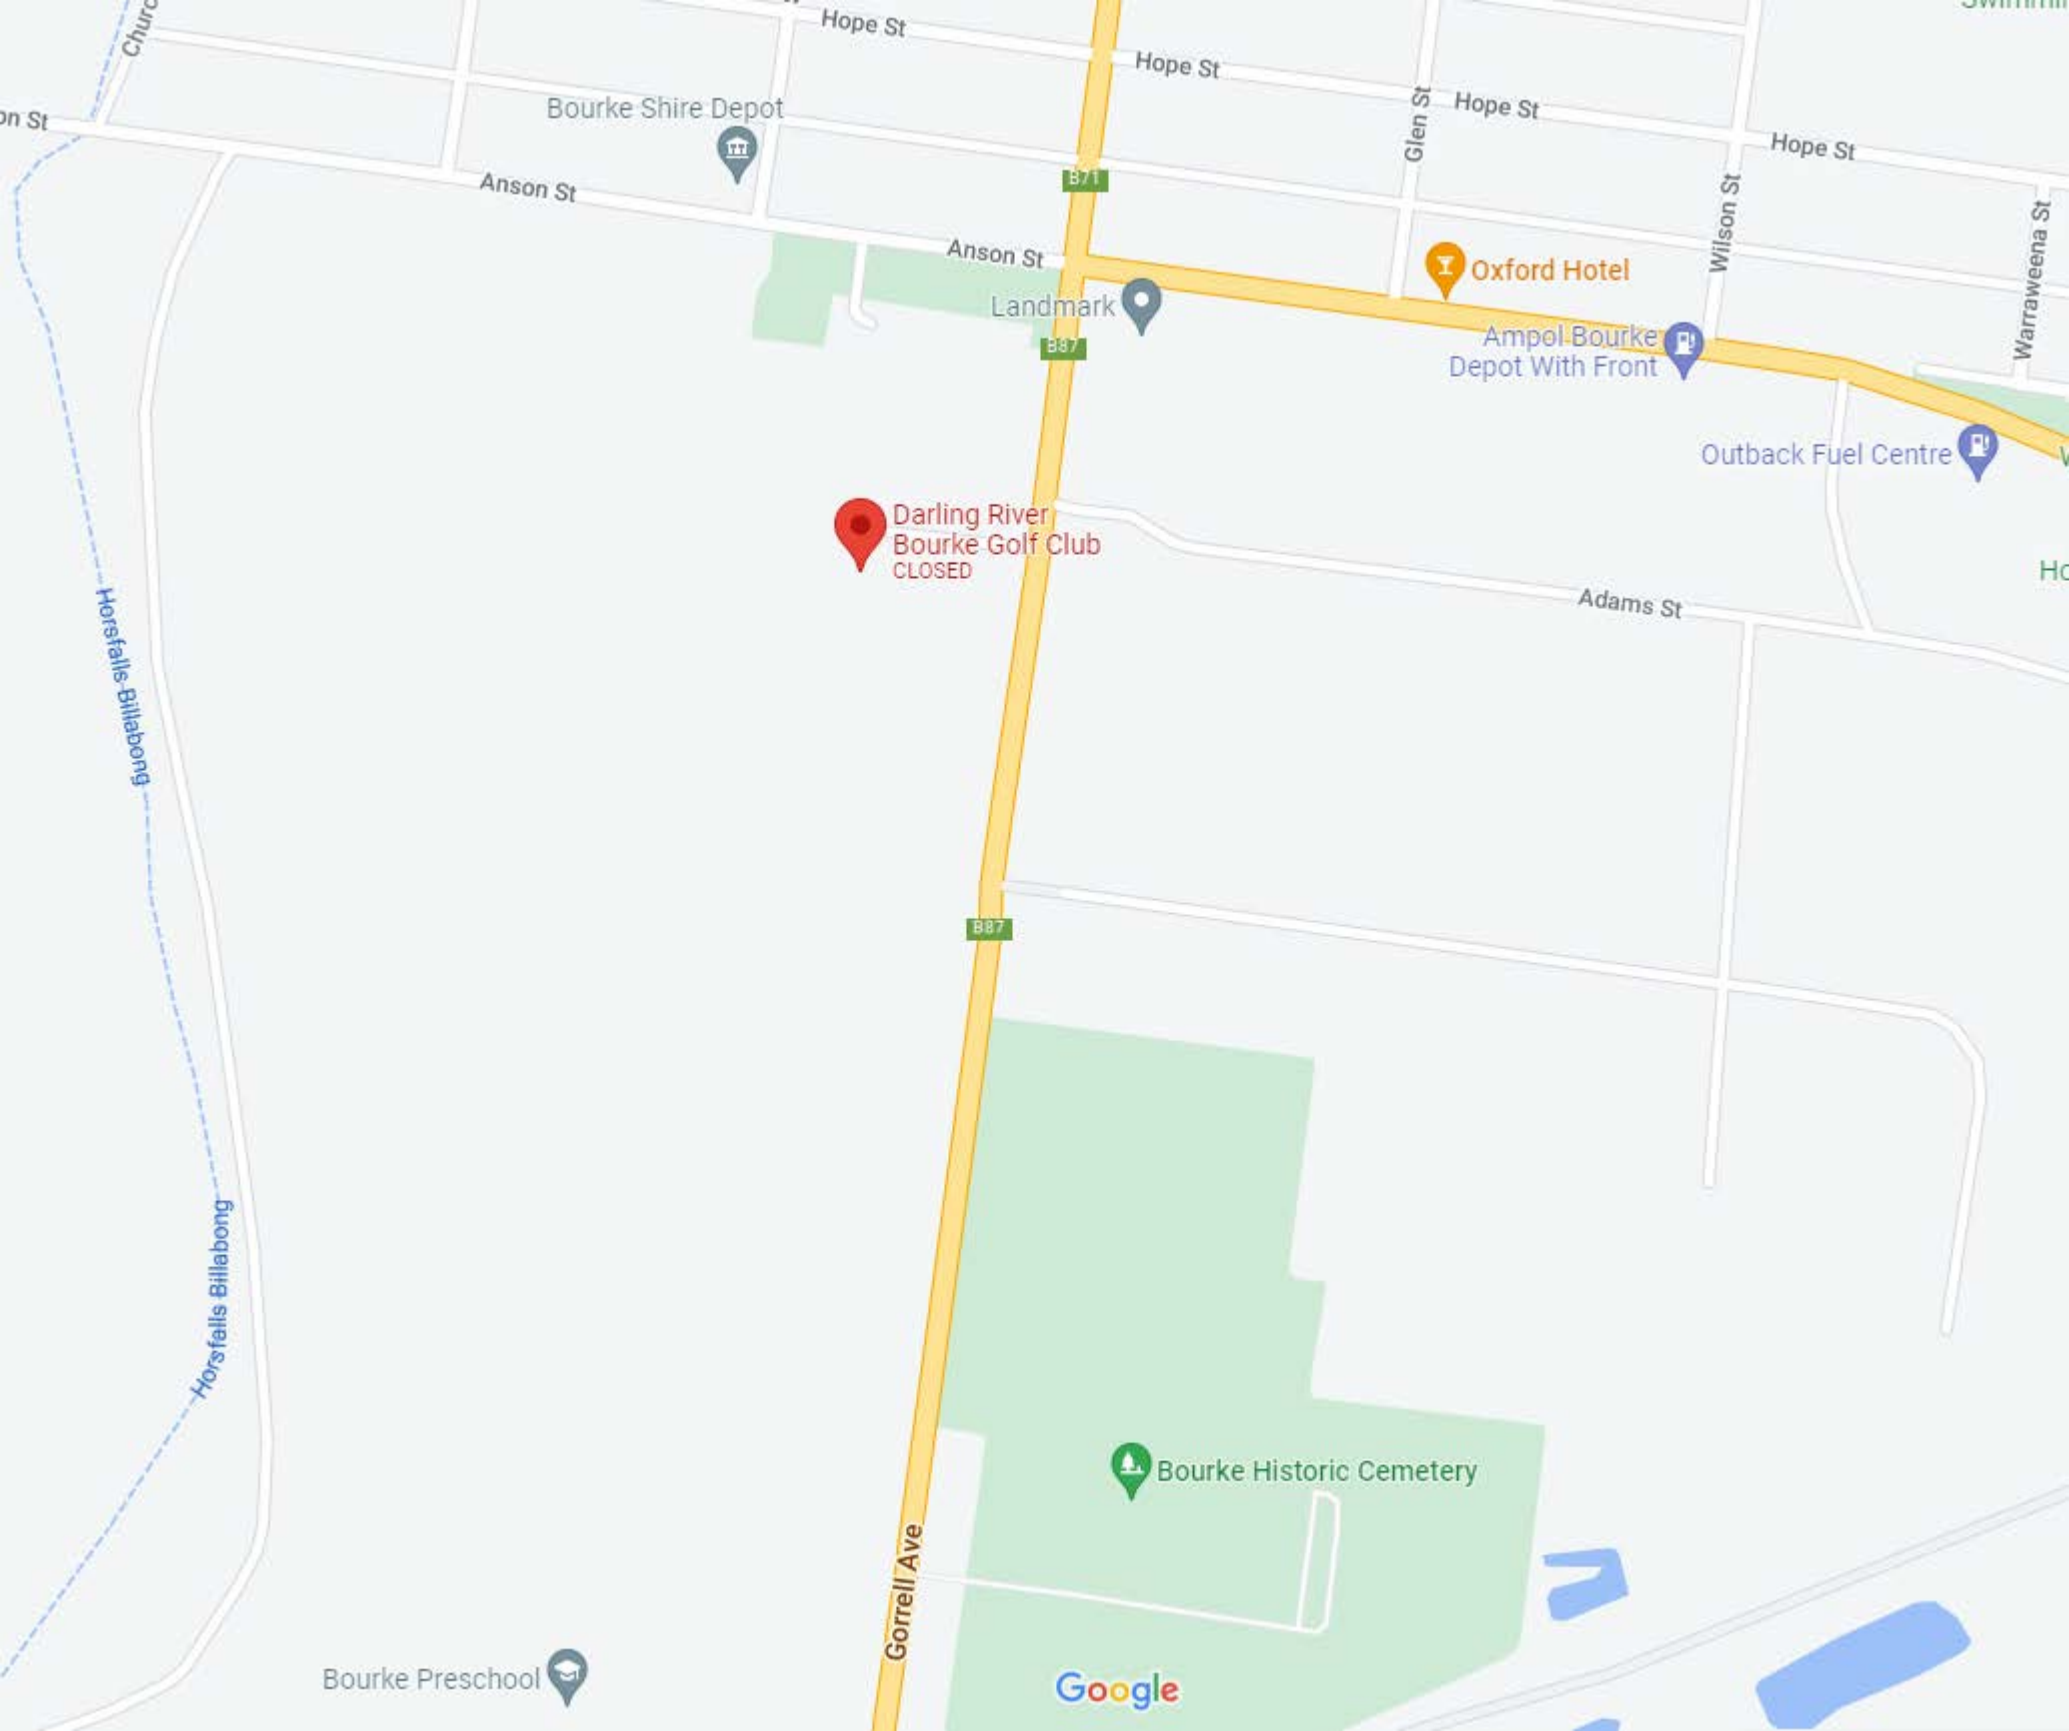 Hope St
Hope St
Hope St
Hope St
Glen St
Wilson St
Warraweena St
Bourke Shire Depot
B71
Anson St
Anson St
Landmark
Oxford Hotel
B87
Ampol Bourke
Depot With Front
Outback Fuel Centre
Darling River
Bourke Golf Club
CLOSED
Adams St
Horsfalls Billabong
B87
Horsfalls Billabong
Bourke Historic Cemetery
Gorrell Ave
Bourke Preschool
Google